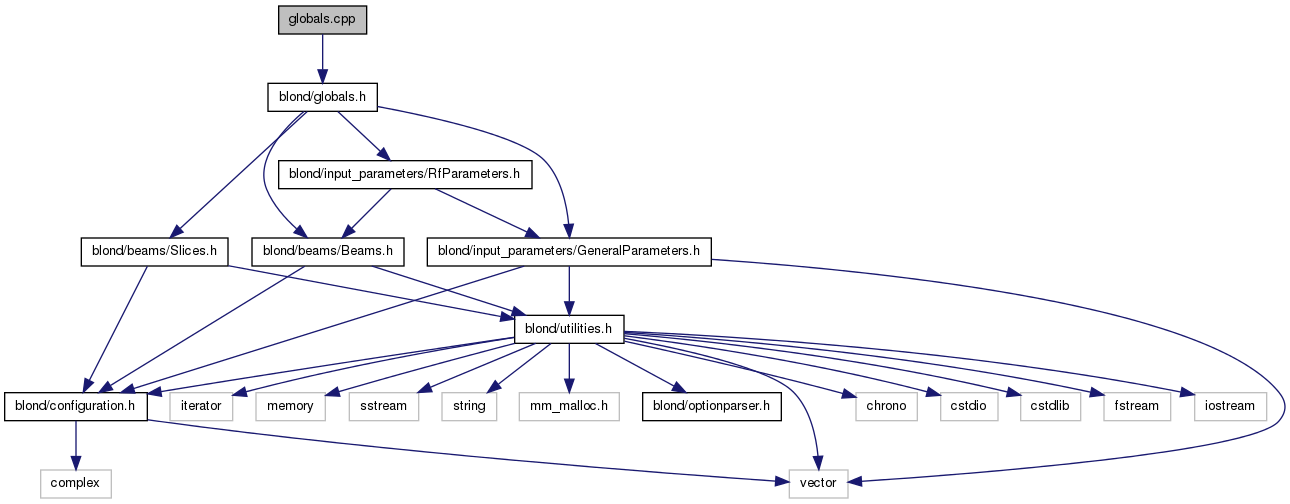 globals.cpp
blond/globals.h
blond/input_parameters/RfParameters.h
blond/beams/Slices.h
blond/beams/Beams.h
blond/input_parameters/GeneralParameters.h
blond/utilities.h
blond/configuration.h
iterator
memory
sstream
string
mm_malloc.h
blond/optionparser.h
chrono
cstdio
cstdlib
fstream
iostream
complex
vector